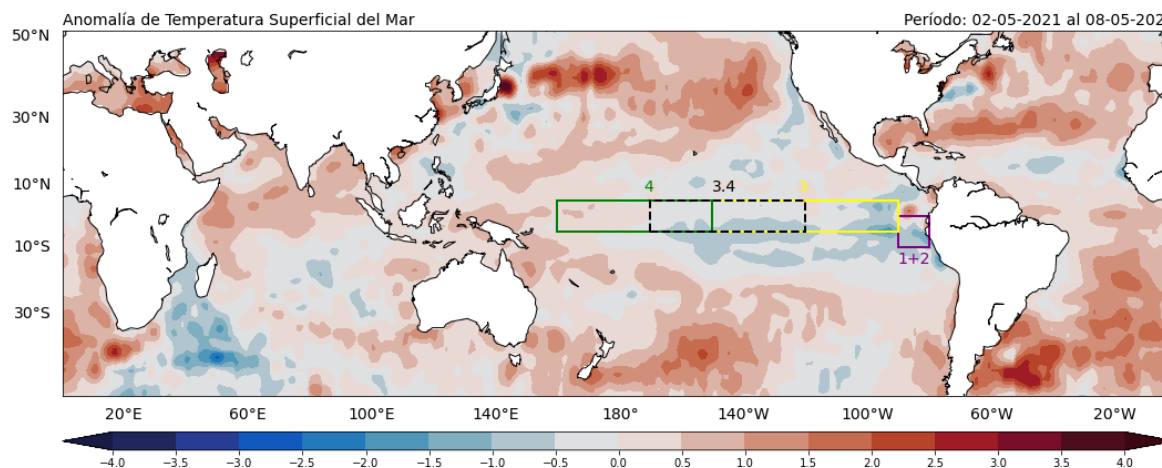 Anomalía de Temperatura Superficial del Mar
Período: 02-05-2021 al 08-05-202
50°N
30°N
10°N
10°S
30°S
4
3.4
3
1+2
20°E
60°E
100°E
140°E
180°
140°W
100°W
60°W
20°W
−4.0
−3.5
−3.0
−2.5
−2.0
−1.5
−1.0
−0.5
0.0
0.5
1.0
1.5
2.0
2.5
3.0
3.5
4.0